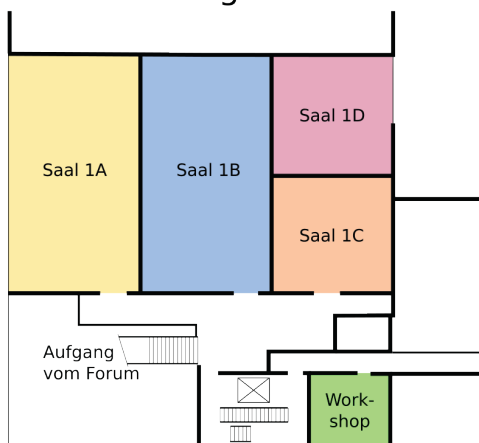 Saal 1D
Saal 1A
Saal 1B
Saal 1C
Aufgang
vom Forum
Work-
shop